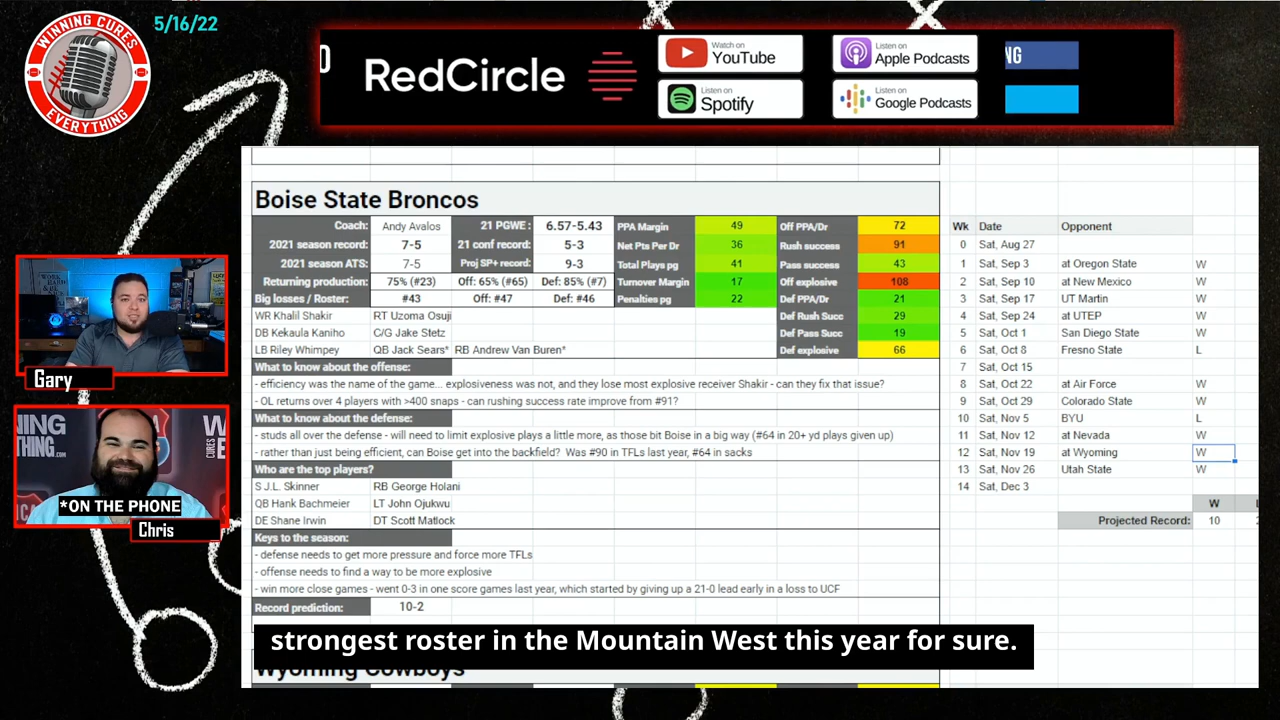 WINNING CURES
EVERYTHING
5/16/22
RedCircle
Watch on
YouTube
Listen on
Apple Podcasts
Listen on
Spotify
Listen on
Google Podcasts
NG
Gary
NING
THING
.COM
*ON THE PHONE
Chris
Boise State Broncos
Coach: Andy Avalos 21 PGWE : 6.57-5.43 PPA Margin 49 Off PPA/Dr 72
2021 season record: 7-5 21 conf record: 5-3 Net Pts Per Dr 36 Rush success 91
2021 season ATS: 7-5 Proj SP+ record: 9-3 Total Plays pg 41 Pass success 43
Returning production: 75% (#23) Off: 65% (#65) Def: 85% (#7) Turnover Margin 17 Off explosive 108
Big losses / Roster: #43 Off: #47 Def: #46 Penalties pg 22 Def PPA/Dr 21
WR Khalil Shakir RT Uzoma Osuji Def Rush Succ 29
DB Kekaula Kaniho C/G Jake Stetz Def Pass Succ 19
LB Riley Whimpey QB Jack Sears* RB Andrew Van Buren* Def explosive 66
What to know about the offense:
- efficiency was the name of the game... explosiveness was not, and they lose most explosive receiver Shakir - can they fix that issue?
- OL returns over 4 players with >400 snaps - can rushing success rate improve from #91?
What to know about the defense:
- studs all over the defense - will need to limit explosive plays a little more, as those bit Boise in a big way (#64 in 20+ yd plays given up)
- rather than just being efficient, can Boise get into the backfield? Was #90 in TFLs last year, #64 in sacks
Who are the top players?
S J.L. Skinner RB George Holani
QB Hank Bachmeier LT John Ojukwu
DE Shane Irwin DT Scott Matlock
Keys to the season:
- defense needs to get more pressure and force more TFLs
- offense needs to find a way to be more explosive
- win more close games - went 0-3 in one score games last year, which started by giving up a 21-0 lead early in a loss to UCF
Record prediction: 10-2
Wk Date Opponent
0 Sat, Aug 27
1 Sat, Sep 3 at Oregon State W
2 Sat, Sep 10 at New Mexico W
3 Sat, Sep 17 UT Martin W
4 Sat, Sep 24 at UTEP W
5 Sat, Oct 1 San Diego State W
6 Sat, Oct 8 Fresno State L
7 Sat, Oct 15
8 Sat, Oct 22 at Air Force W
9 Sat, Oct 29 Colorado State W
10 Sat, Nov 5 BYU L
11 Sat, Nov 12 at Nevada W
12 Sat, Nov 19 at Wyoming W
13 Sat, Nov 26 Utah State W
14 Sat, Dec 3
W
Projected Record: 10
strongest roster in the Mountain West this year for sure.
Wyoming Cowboys